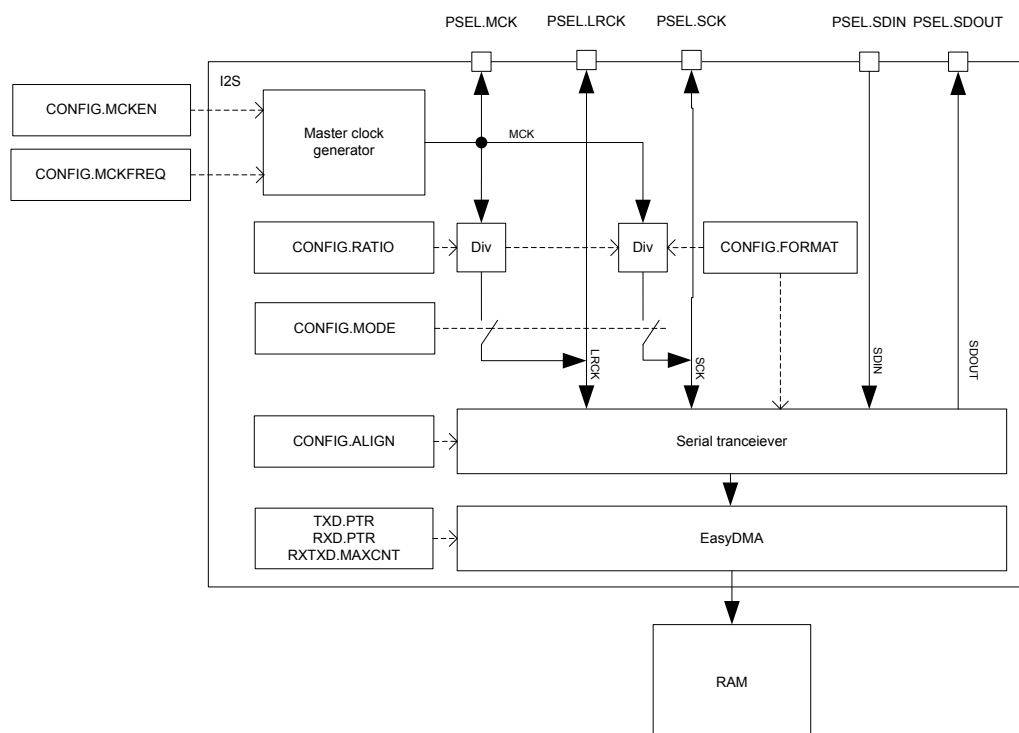 PSEL.MCK
PSEL.LRCK
PSEL.SCK
PSEL.SDIN
PSEL.SDOUT
I2S
CONFIG.MCKEN
CONFIG.MCKFREQ
Master clock
generator
MCK
CONFIG.RATIO
Div
Div
CONFIG.FORMAT
CONFIG.MODE
LRCK
SCK
SDIN
SDOUT
CONFIG.ALIGN
Serial tranceiever
TXD.PTR
RXD.PTR
RXTXD.MAXCNT
EasyDMA
RAM